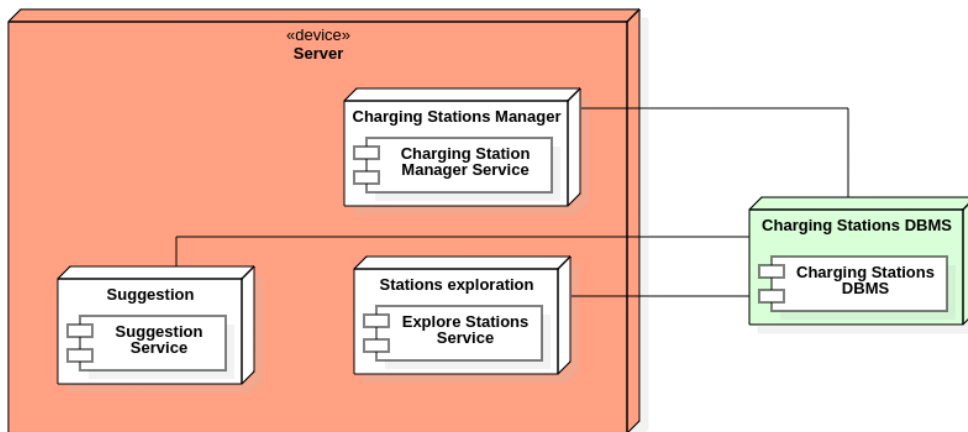 «device»
Server
Charging Stations Manager
Charging Station
Manager Service
Charging Stations DBMS
Charging Stations
DBMS
Suggestion
Suggestion
Service
Stations exploration
Explore Stations
Service